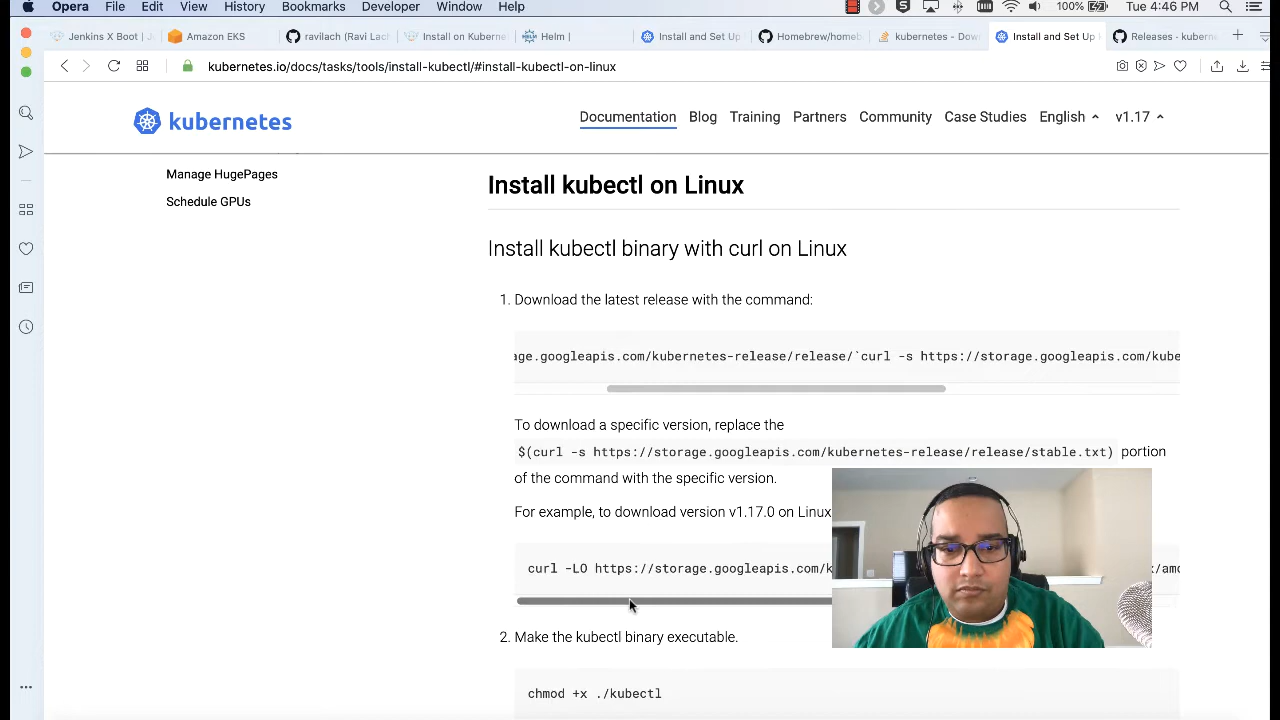 Opera File Edit View History Bookmarks Developer Window Help 100% Tue 4:46 PM
Jenkins X Boot | J Amazon EKS ravilach (Ravi Lach Install on Kubernet Helm | Install and Set Up Homebrew/homeb kubernetes - Dow Install and Set Up Releases · kuberne
kubernetes.io/docs/tasks/tools/install-kubectl/#install-kubectl-on-linux
kubernetes Documentation Blog Training Partners Community Case Studies English v1.17
Manage HugePages
Schedule GPUs
Install kubectl on Linux
Install kubectl binary with curl on Linux
1. Download the latest release with the command:
age.googleapis.com/kubernetes-release/release/`curl -s https://storage.googleapis.com/kube
To download a specific version, replace the
$(curl -s https://storage.googleapis.com/kubernetes-release/release/stable.txt) portion
of the command with the specific version.
For example, to download version v1.17.0 on Linux
curl -LO https://storage.googleapis.com/k x/amd
2. Make the kubectl binary executable.
chmod +x ./kubectl